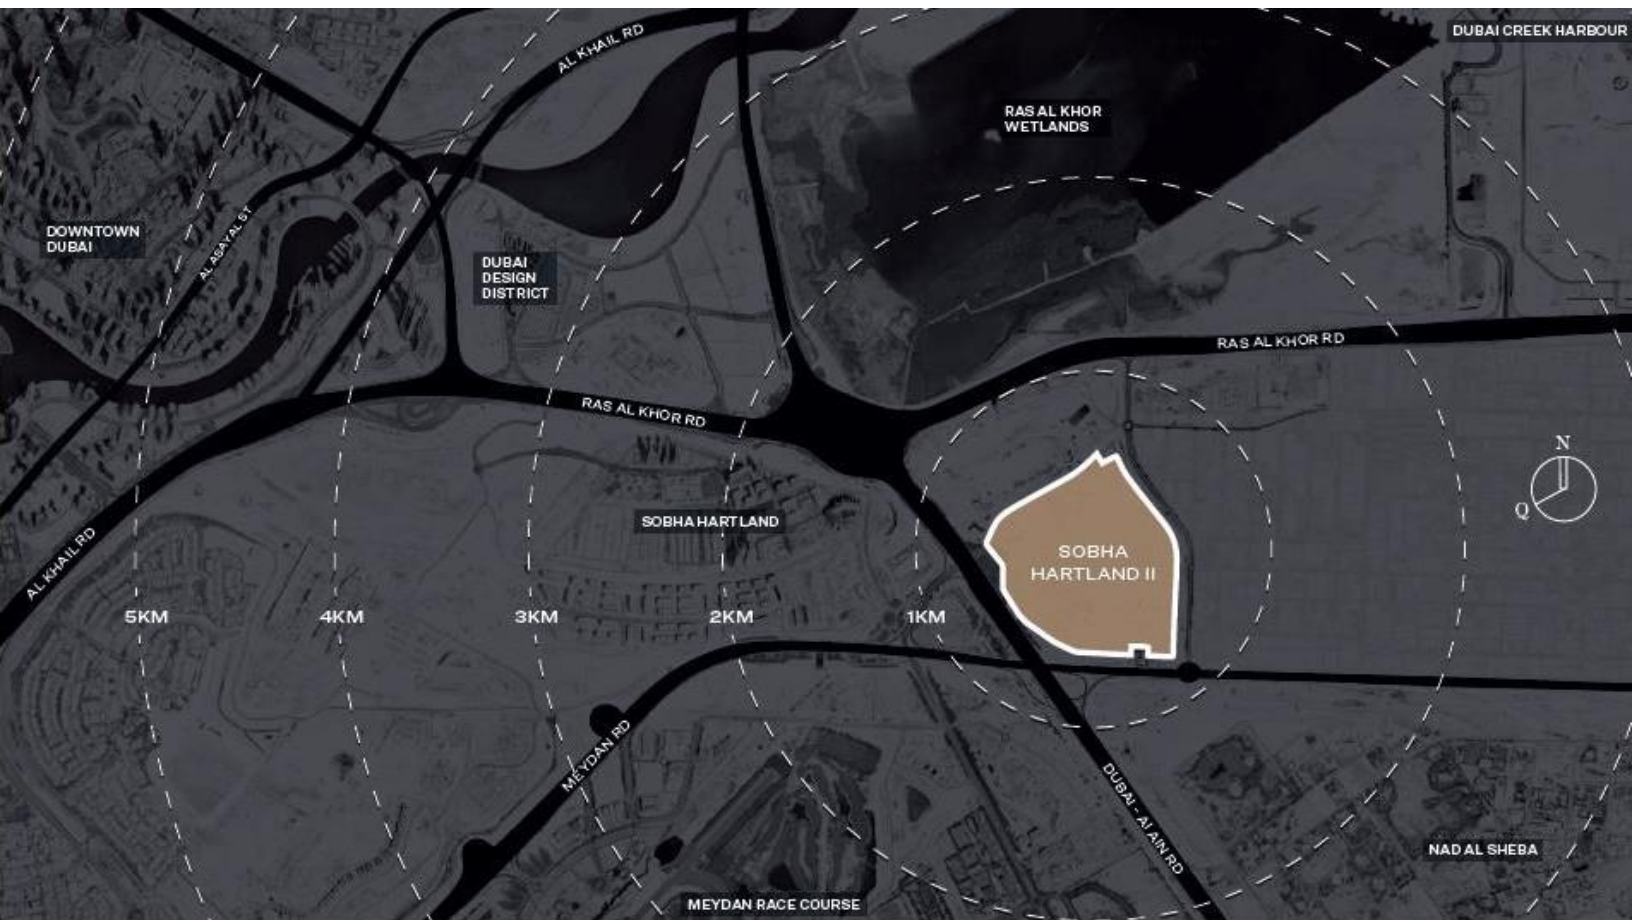 DUBAI CREEK HARBOUR
AL KHAIL RD
RAS AL KHOR
WETLANDS
DOWNTOWN
DUBAI
AL ASAYAL ST
DUBAI
DESIGN
DISTRICT
RAS AL KHOR RD
RAS AL KHOR RD
N
Q
SOBHA HARTLAND
SOBHA
HARTLAND II
AL KHAIL RD
5KM
4KM
3KM
2KM
1KM
MEYDAN RD
DUBAI - Al AIN RD
NAD AL SHEBA
MEYDAN RACE COURSE